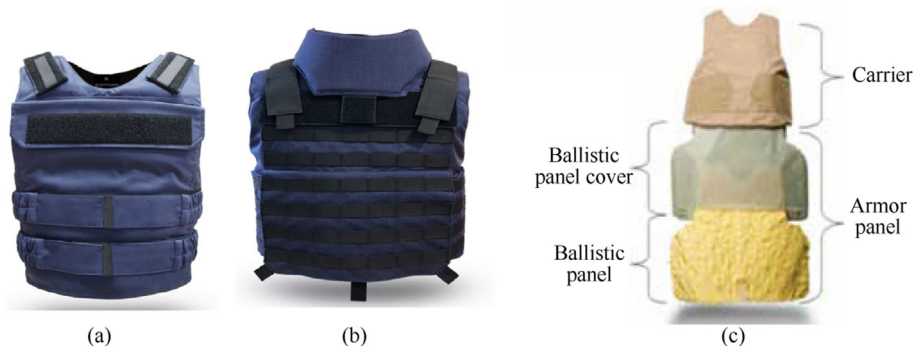 Carrier
Ballistic
panel cover
Armor
panel
Ballistic
panel
(a)
(b)
(c)